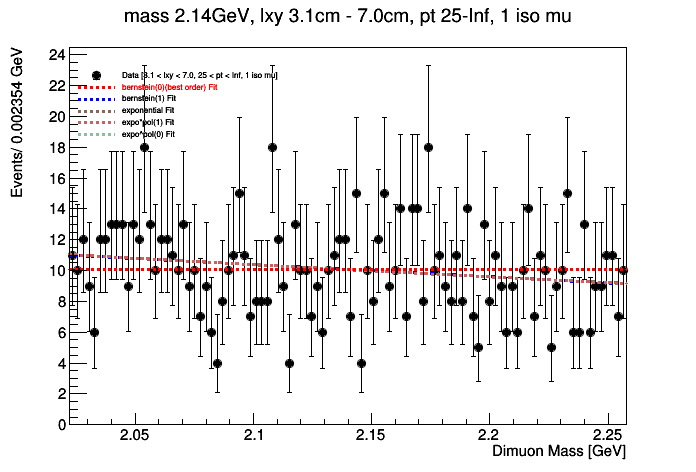 mass 2.14GeV, lxy 3.1cm - 7.0cm, pt 25-Inf, 1 iso mu
Events/ 0.002354 GeV
24
22
20
18
16
14
12
10
8
6
4
2
0
Data [3.1 < lxy < 7.0, 25 < pt < Inf, 1 iso mu]
bernstein(0)(best order) Fit
bernstein(1) Fit
exponential Fit
expo*pol(1) Fit
expo*pol(0) Fit
2.05 2.1 2.15 2.2 2.25
Dimuon Mass [GeV]